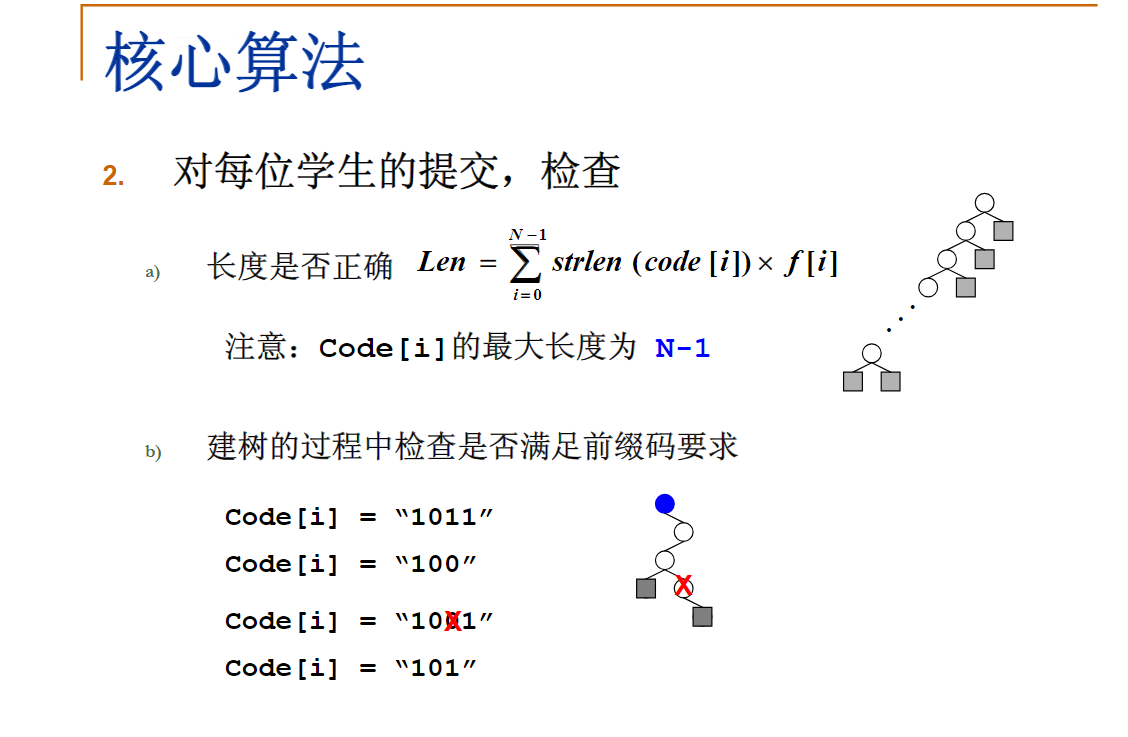 核心算法
2. 对每位学生的提交，检查
a) 长度是否正确 Len = ∑_{i=0}^{N-1} strlen (code [i]) × f [i]
注意：Code[i]的最大长度为 N-1
b) 建树的过程中检查是否满足前缀码要求
Code[i] = “1011”
Code[i] = “100”
Code[i] = “1001”
X
Code[i] = “101”
X